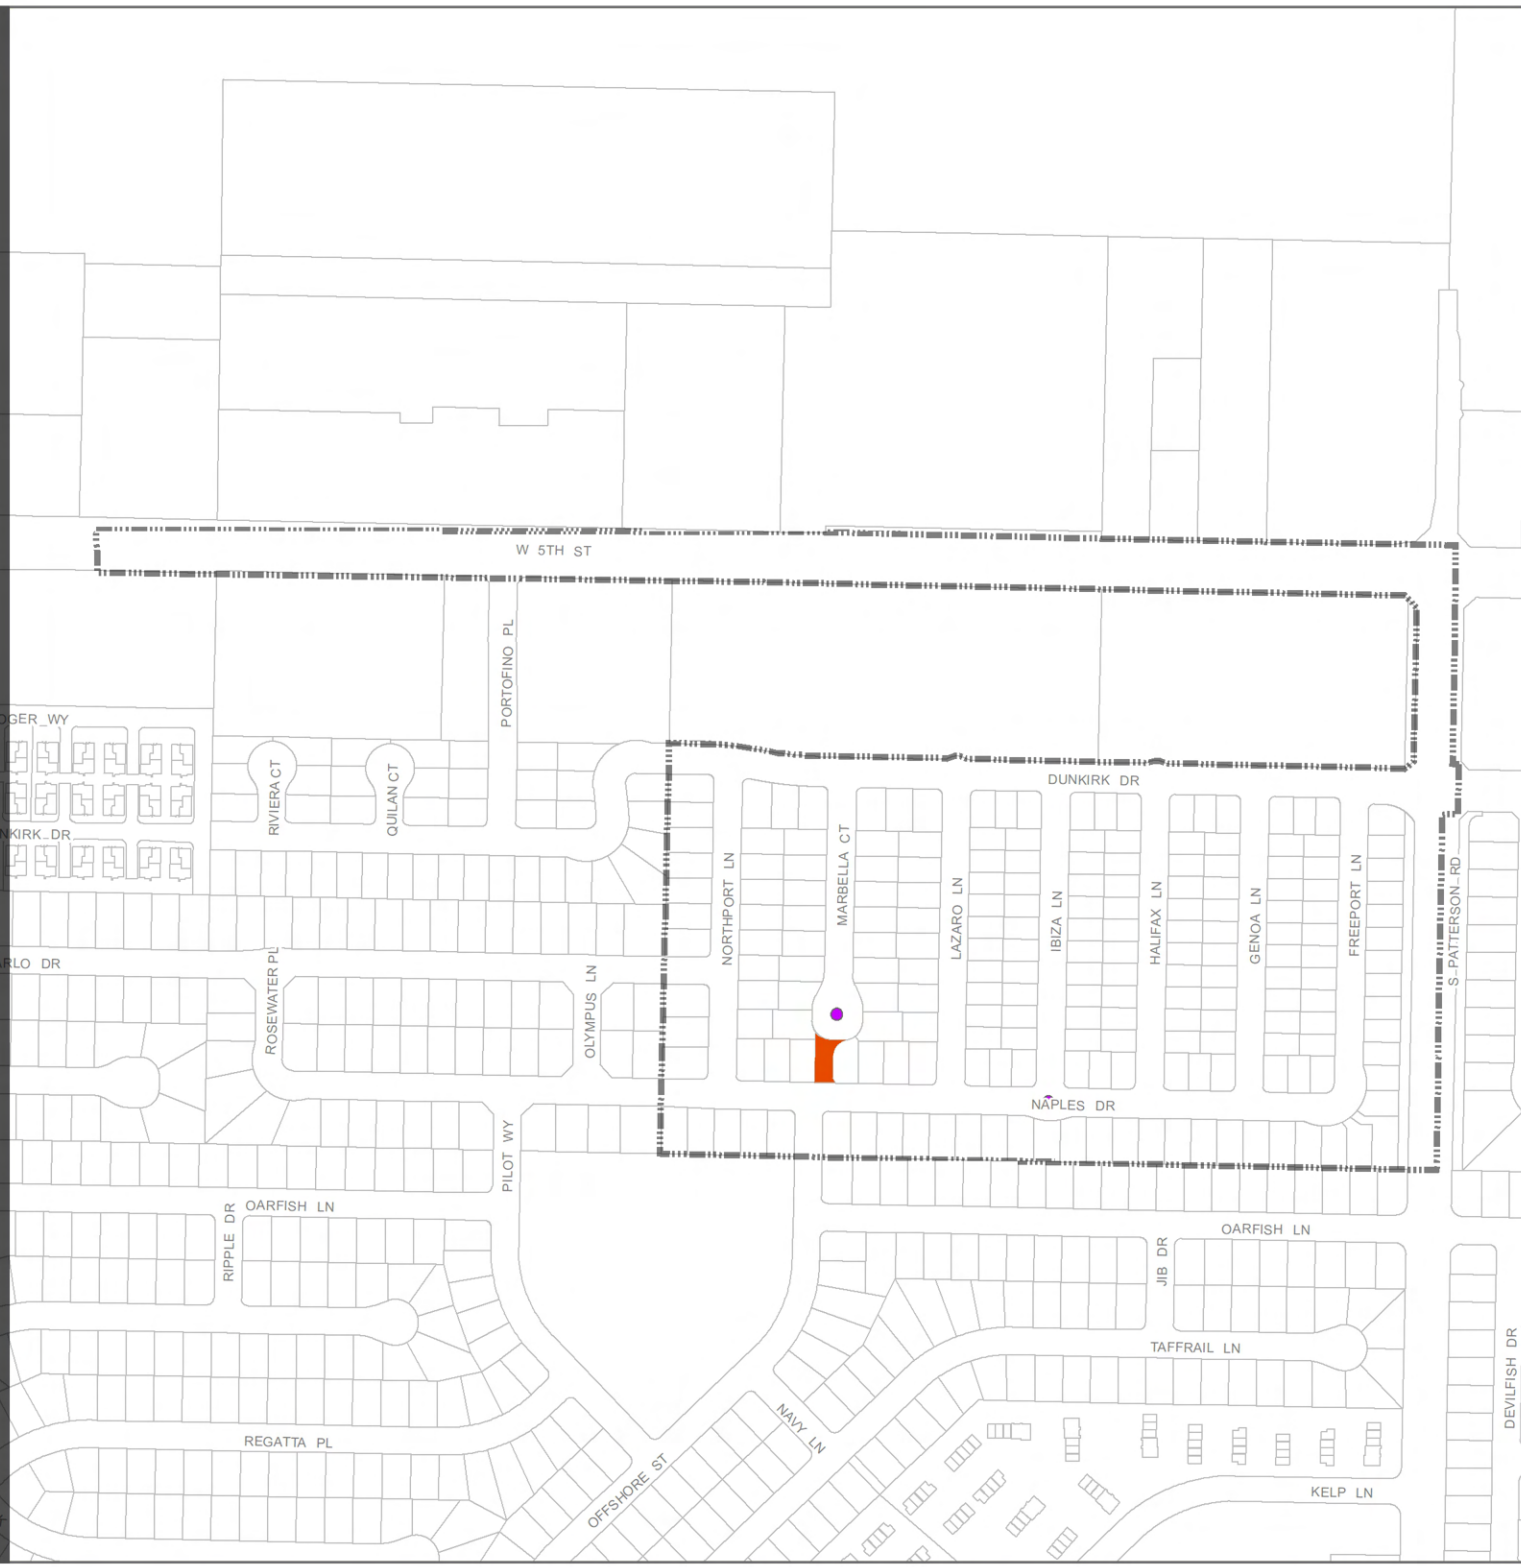 W 5TH ST
PORTOFINO PL
OGER WY
RIVIERA CT
QUILAN CT
DUNKIRK DR
NKIRK DR
MARBELLA CT
NORTHPORT LN
LAZARO LN
IBIZA LN
HALIFAX LN
GENOA LN
FREEPORT LN
S PATTERSON RD
RLO DR
ROSEWATER PL
OLYMPUS LN
NAPLES DR
PILOT WY
OARFISH LN
RIPPLE DR
OARFISH LN
JIB DR
TAFFRAIL LN
DEVILFISH DR
NAVY LN
REGATTA PL
OFFSHORE ST
KELP LN